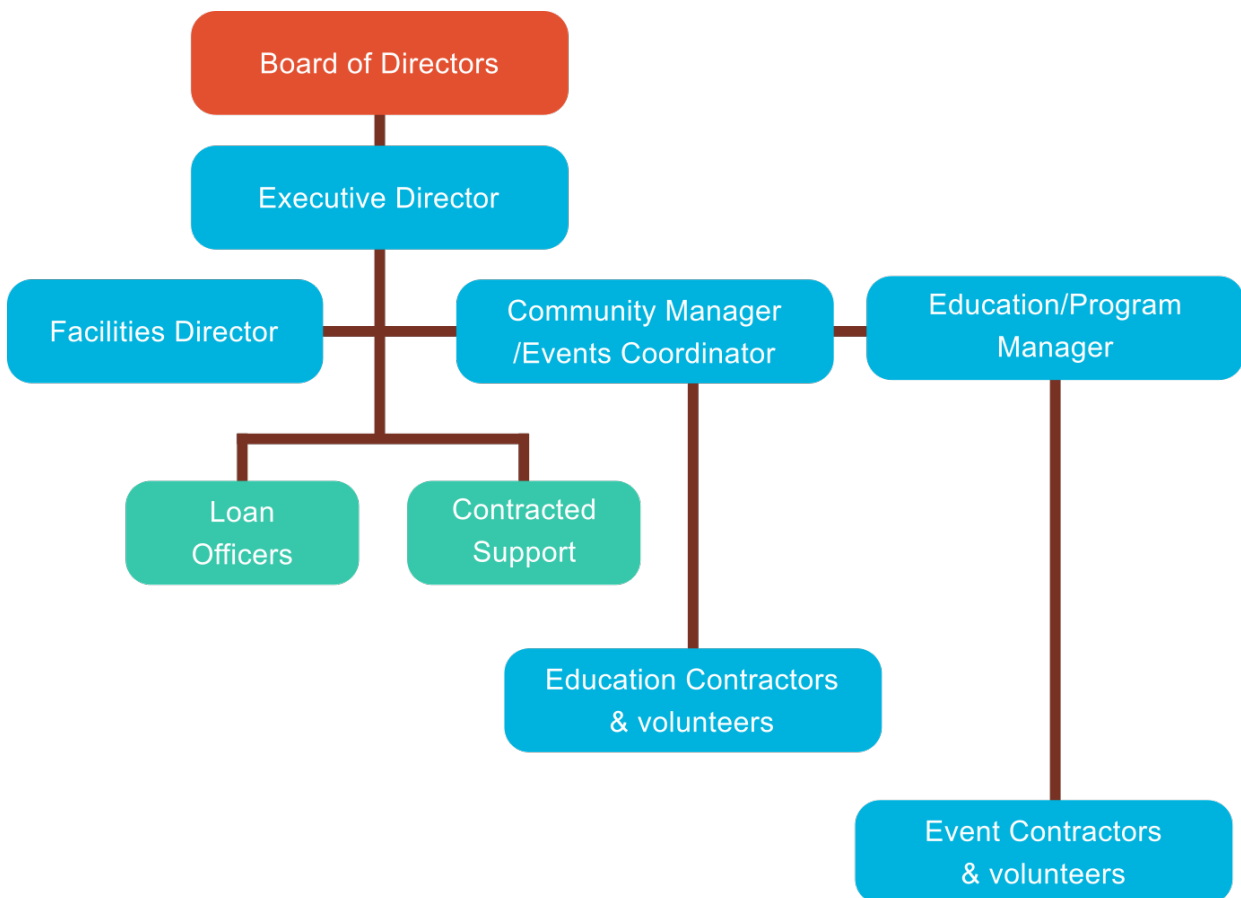 Board of Directors
Executive Director
Facilities Director
Community Manager
/Events Coordinator
Education/Program
Manager
Loan
Officers
Contracted
Support
Education Contractors
& volunteers
Event Contractors
& volunteers